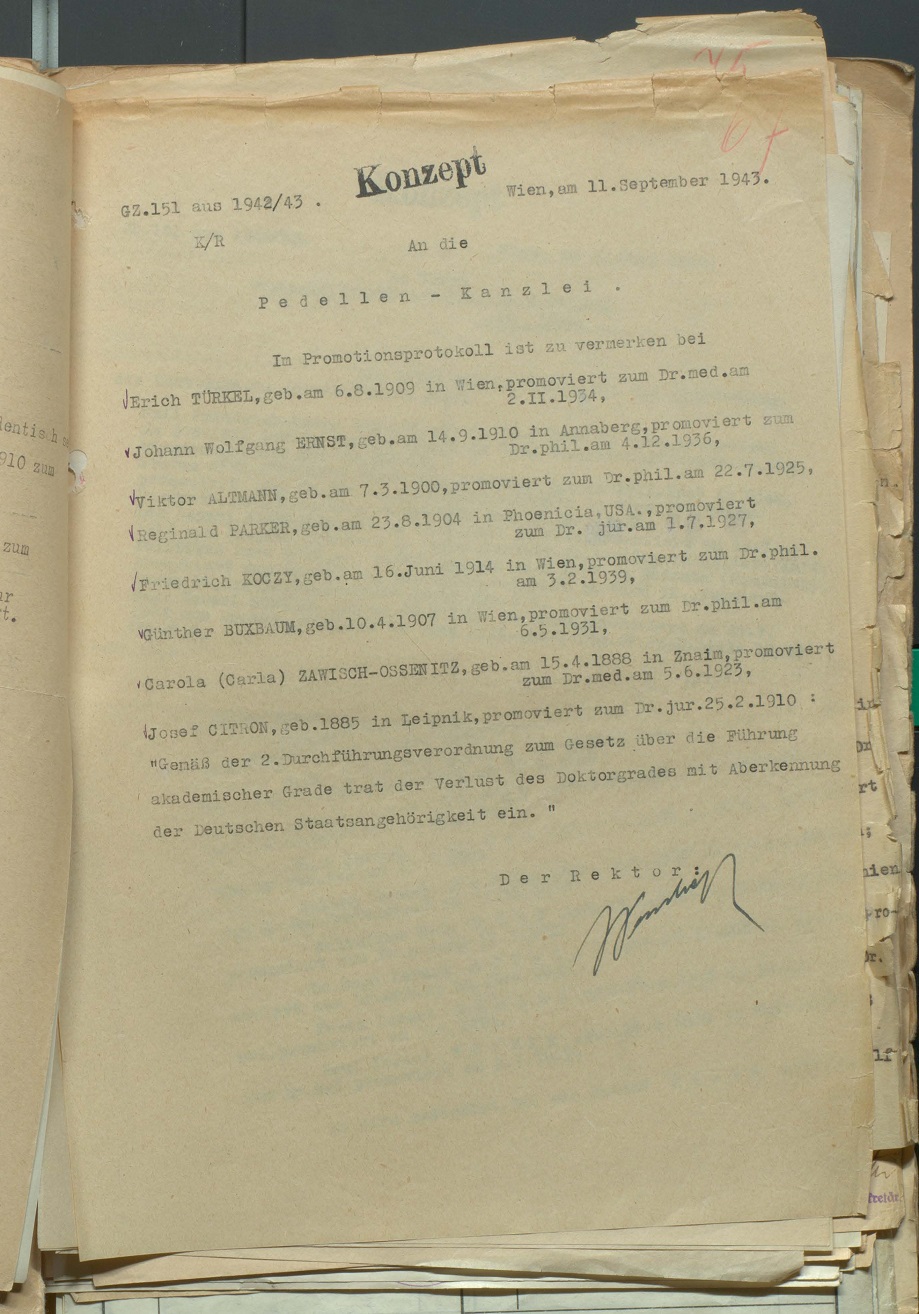 67
Konzept
GZ.151 aus 1942/43 .
Wien,am 11.September 1943.
K/R
An die
Pedellen - Kanzlei .
Im Promotionsprotokoll ist zu vermerken bei
Erich TÜRKEL,geb.am 6.8.1909 in Wien,promoviert zum Dr.med.am
2.II.1934,
Johann Wolfgang ERNST,geb.am 14.9.1910 in Annaberg,promoviert zum
Dr.phil.am 4.12.1936,
Viktor ALTMANN,geb.am 7.3.1900,promoviert zum Dr.phil.am 22.7.1925,
Reginald PARKER,geb.am 23.8.1904 in Phoenicia,USA.,promoviert
zum Dr. jur.am 1.7.1927,
Friedrich KOCZY,geb.am 16.Juni 1914 in Wien,promoviert zum Dr.phil.
am 3.2.1939,
Günther BUXBAUM,geb.10.4.1907 in Wien,promoviert zum Dr.phil.am
6.5.1931,
Carola (Carla) ZAWISCH-OSSENITZ,geb.am 15.4.1888 in Znaim,promoviert
zum Dr.med.am 5.6.1923,
Josef CITRON,geb.1885 in Leipnik,promoviert zum Dr.jur.25.2.1910 :
"Gemäß der 2.Durchführungsverordnung zum Gesetz über die Führung
akademischer Grade trat der Verlust des Doktorgrades mit Aberkennung
der Deutschen Staatsangehörigkeit ein. "
Der Rektor:
910 zum
zum